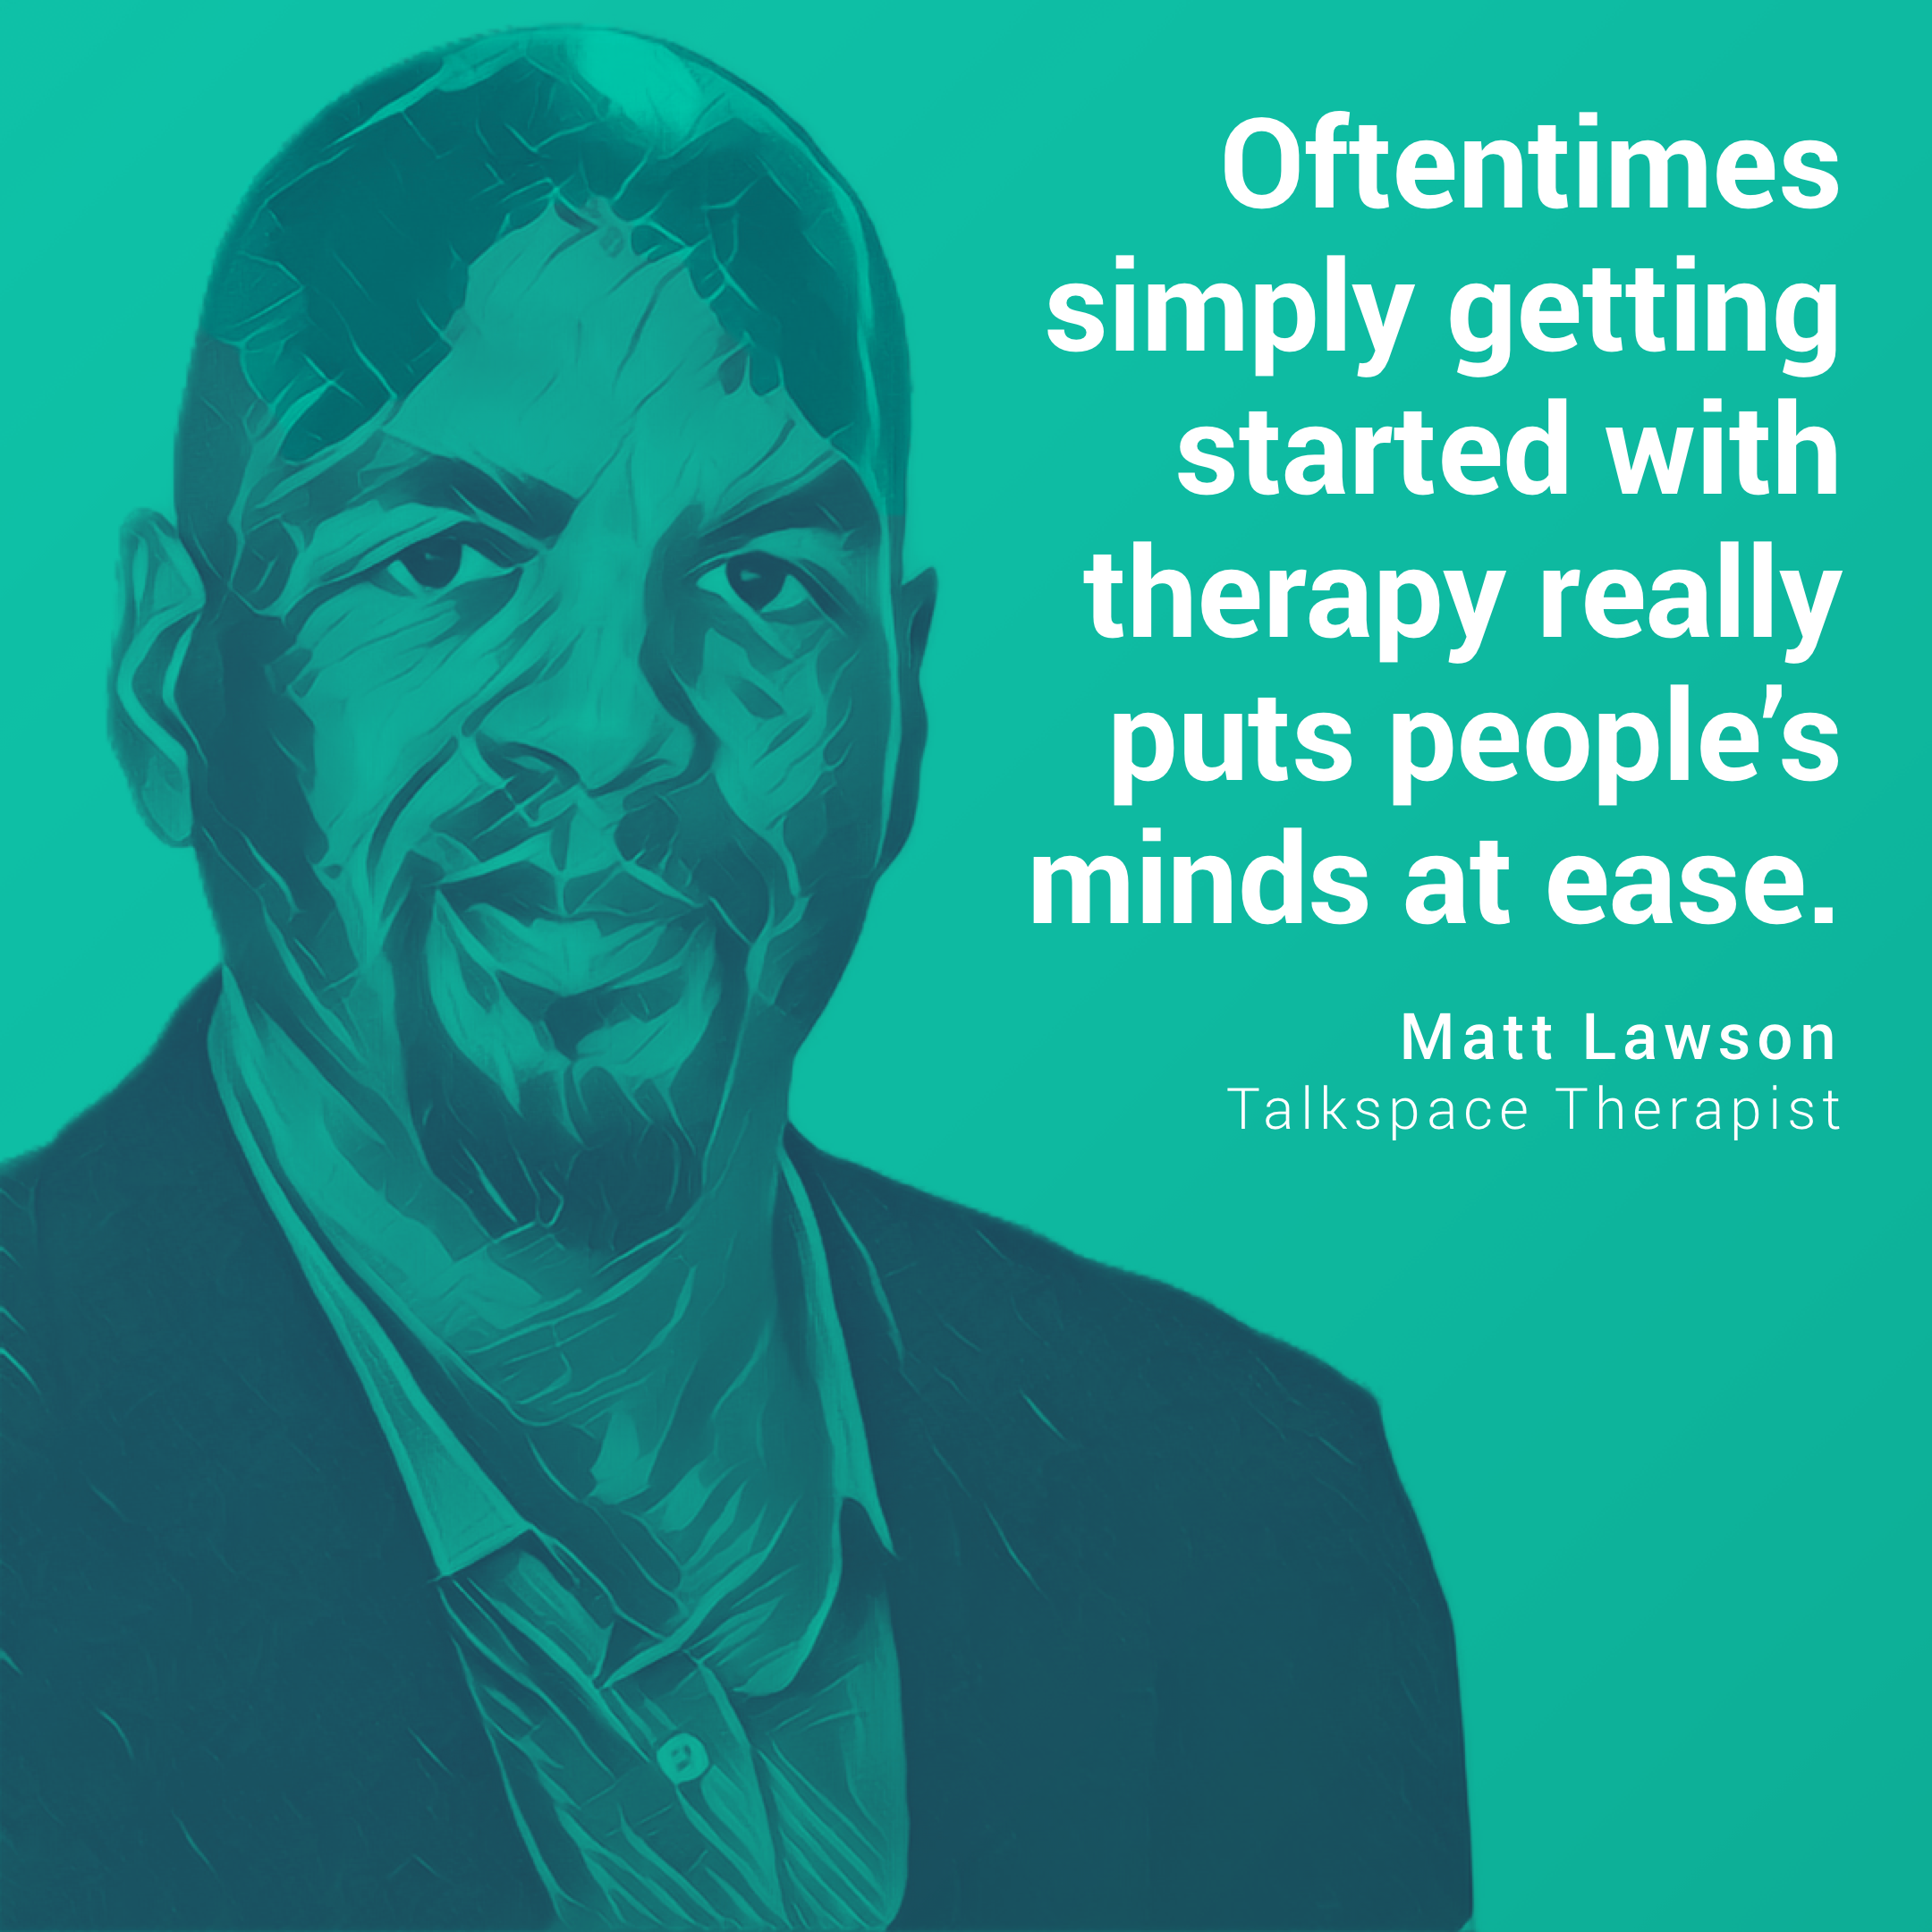 Oftentimes
simply getting
started with
therapy really
puts people’s
minds at ease.
Matt Lawson
Talkspace Therapist